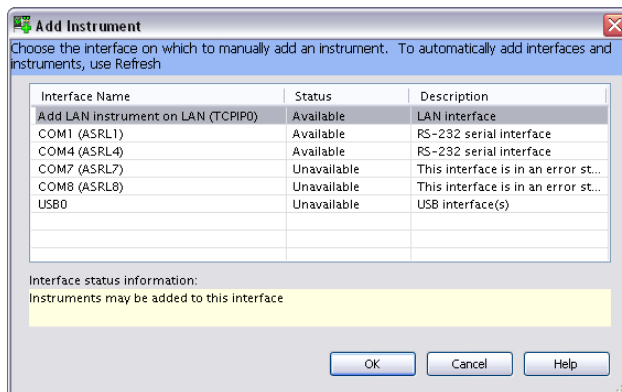 Add Instrument
Choose the interface on which to manually add an instrument. To automatically add interfaces and
instruments, use Refresh
Interface Name Status Description
Add LAN instrument on LAN (TCPIP0) Available LAN interface
COM1 (ASRL1) Available RS-232 serial interface
COM4 (ASRL4) Available RS-232 serial interface
COM7 (ASRL7) Unavailable This interface is in an error st...
COM8 (ASRL8) Unavailable This interface is in an error st...
USB0 Unavailable USB interface(s)
Interface status information:
Instruments may be added to this interface
OK Cancel Help